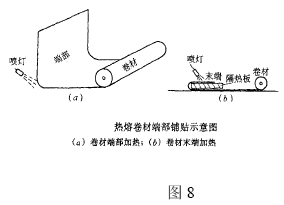 喷灯
端部
卷材
(a)
喷灯
末端
隔热板
卷材
(b)
热熔卷材端部铺贴示意图
(a) 卷材端部加热；(b) 卷材末端加热
图 8